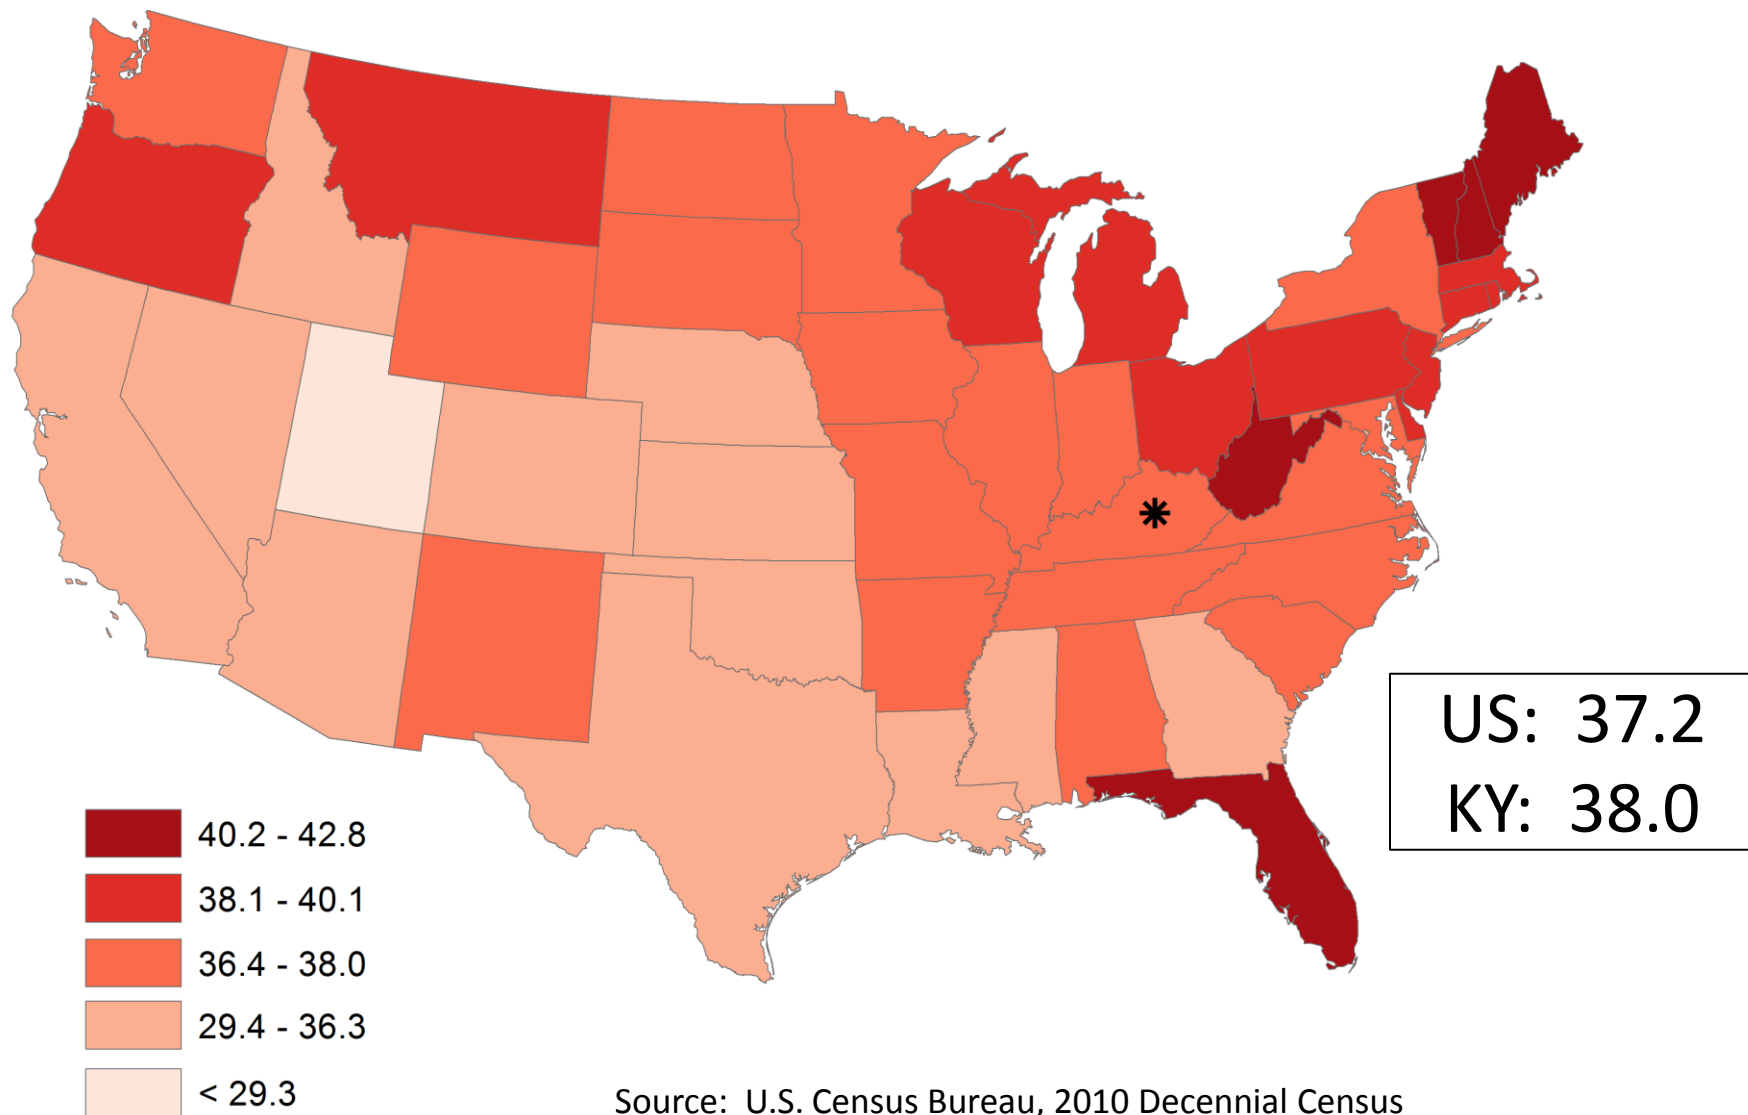 US: 37.2
KY: 38.0
40.2 - 42.8
38.1 - 40.1
36.4 - 38.0
29.4 - 36.3
< 29.3
Source: U.S. Census Bureau, 2010 Decennial Census